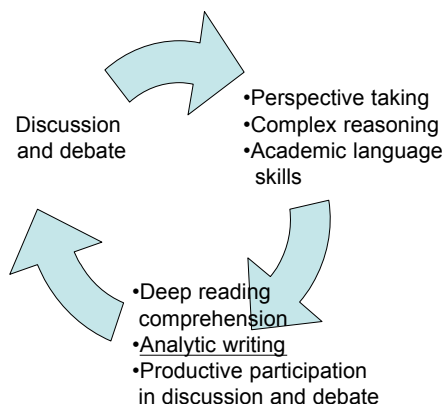 Discussion
and debate
•Perspective taking
•Complex reasoning
•Academic language
skills
•Deep reading
comprehension
•Analytic writing
•Productive participation
in discussion and debate